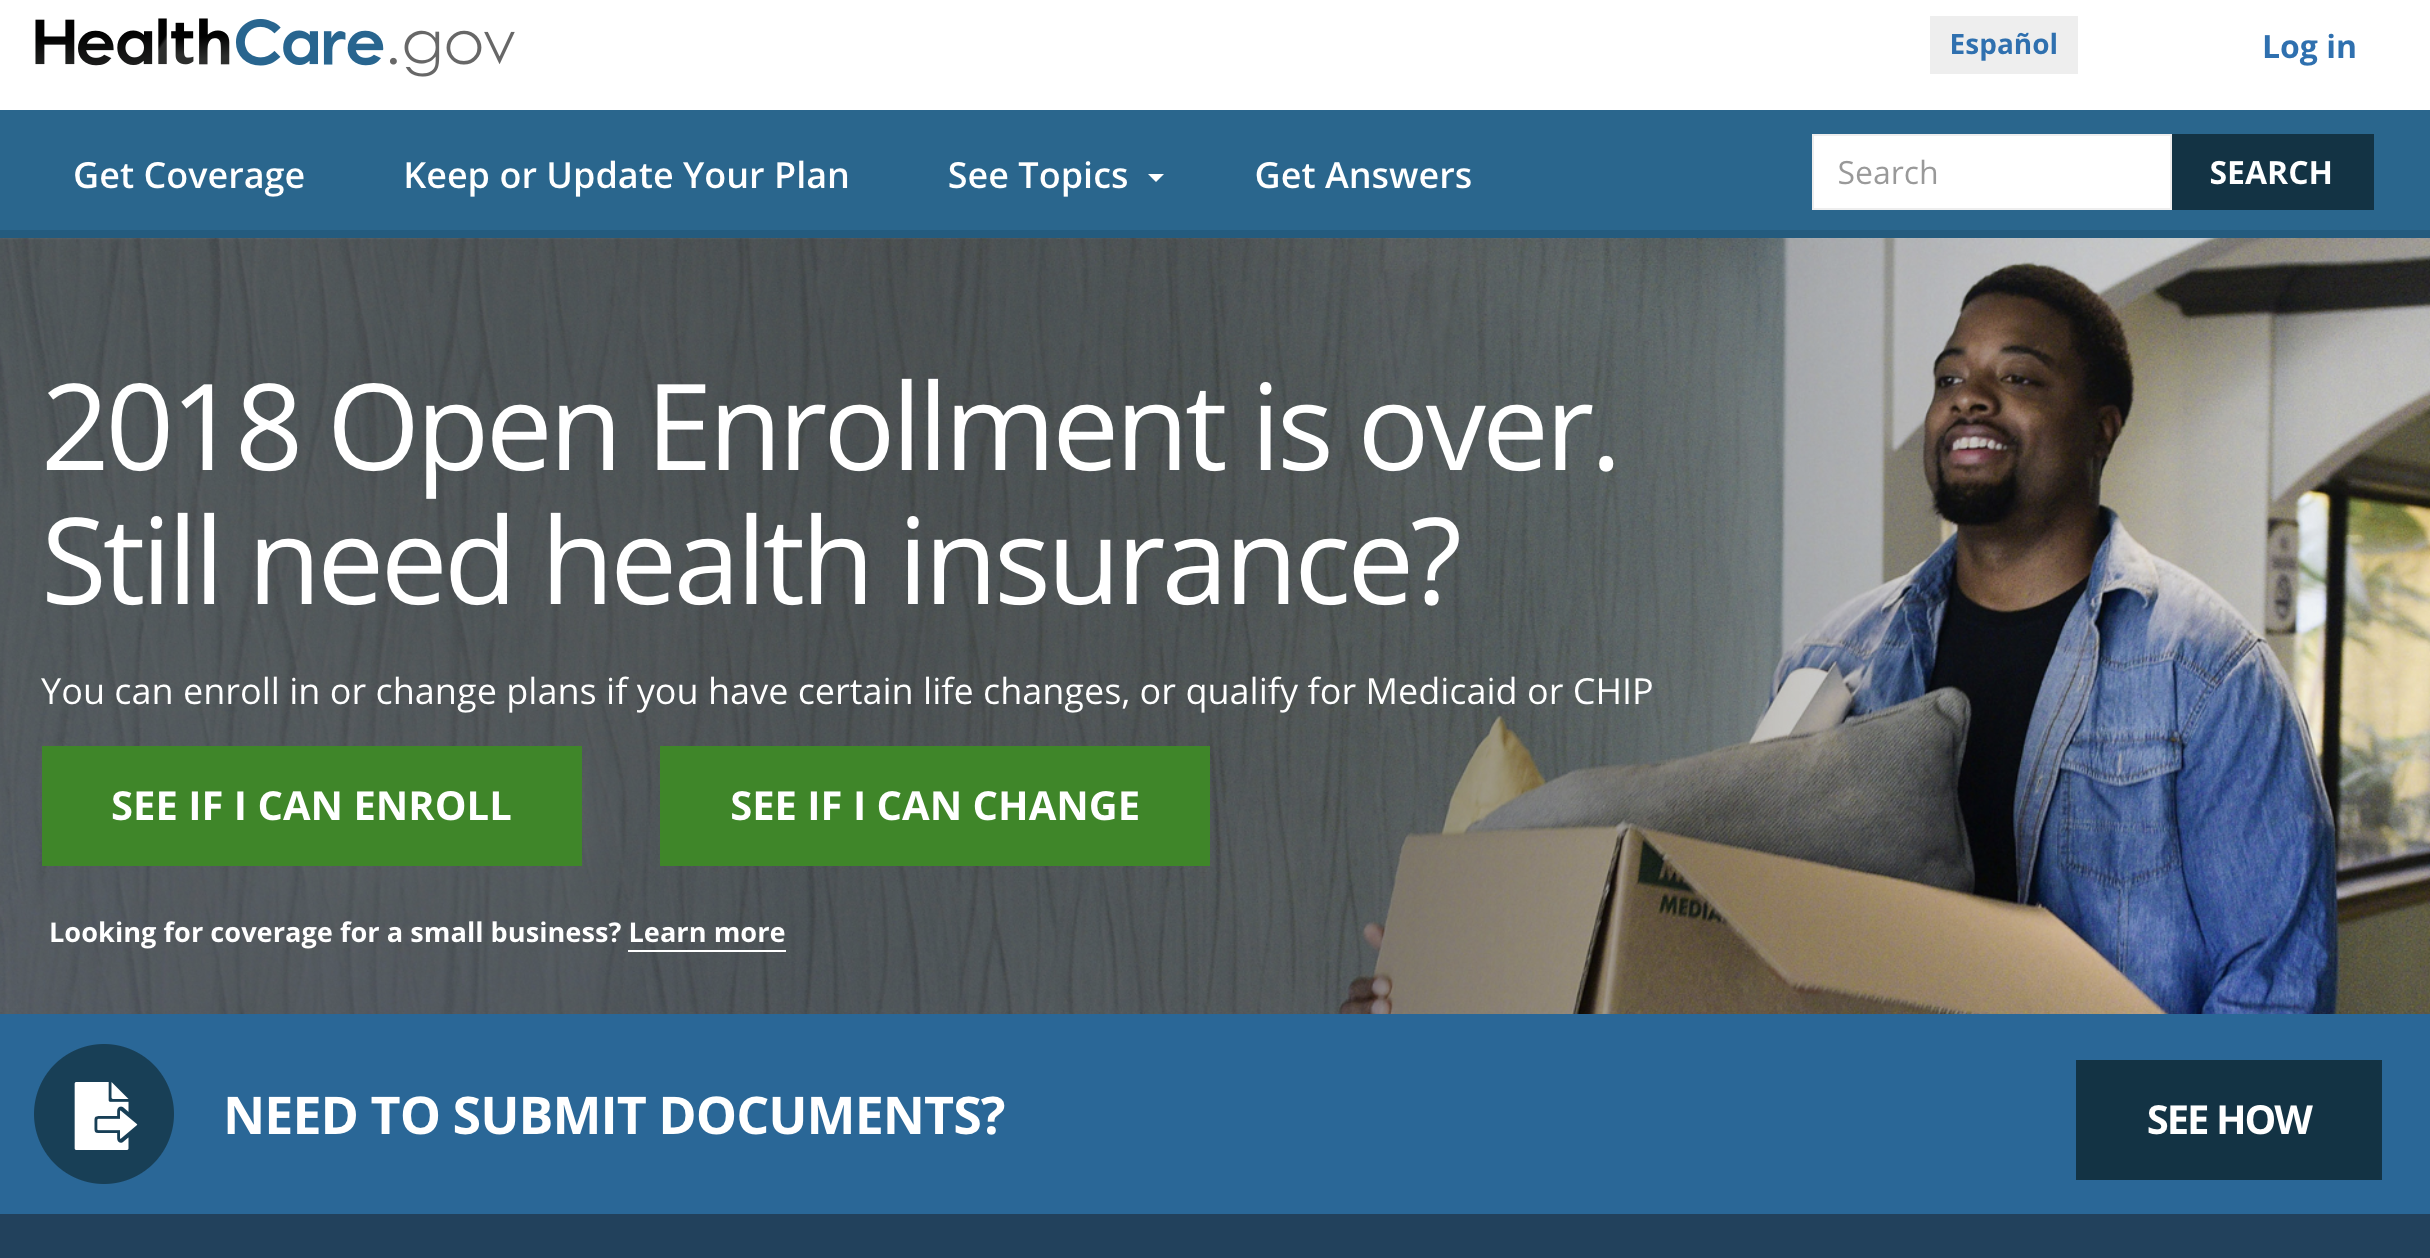 HealthCare.gov
Español
Log in
Get Coverage
Keep or Update Your Plan
See Topics
Get Answers
Search
SEARCH
2018 Open Enrollment is over.
Still need health insurance?
You can enroll in or change plans if you have certain life changes, or qualify for Medicaid or CHIP
SEE IF I CAN ENROLL
SEE IF I CAN CHANGE
Looking for coverage for a small business? Learn more
NEED TO SUBMIT DOCUMENTS?
SEE HOW